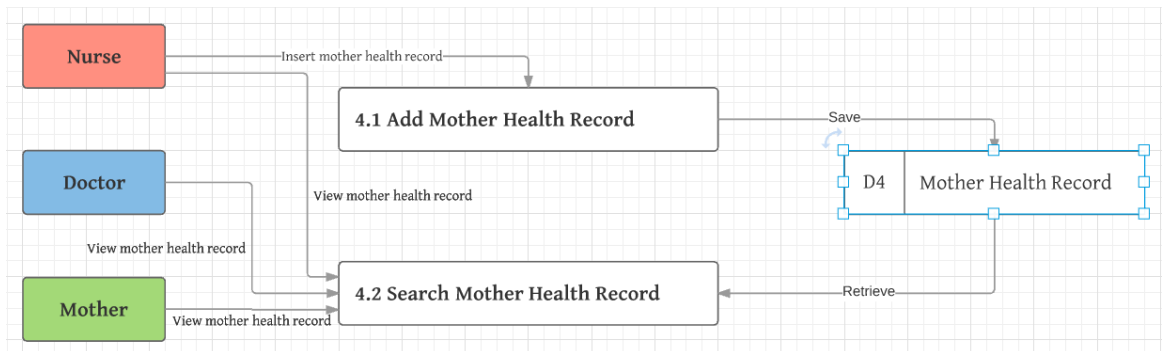 Nurse
Insert mother health record
4.1 Add Mother Health Record
Save
Doctor
View mother health record
D4
Mother Health Record
View mother health record
4.2 Search Mother Health Record
Retrieve
Mother
View mother health record